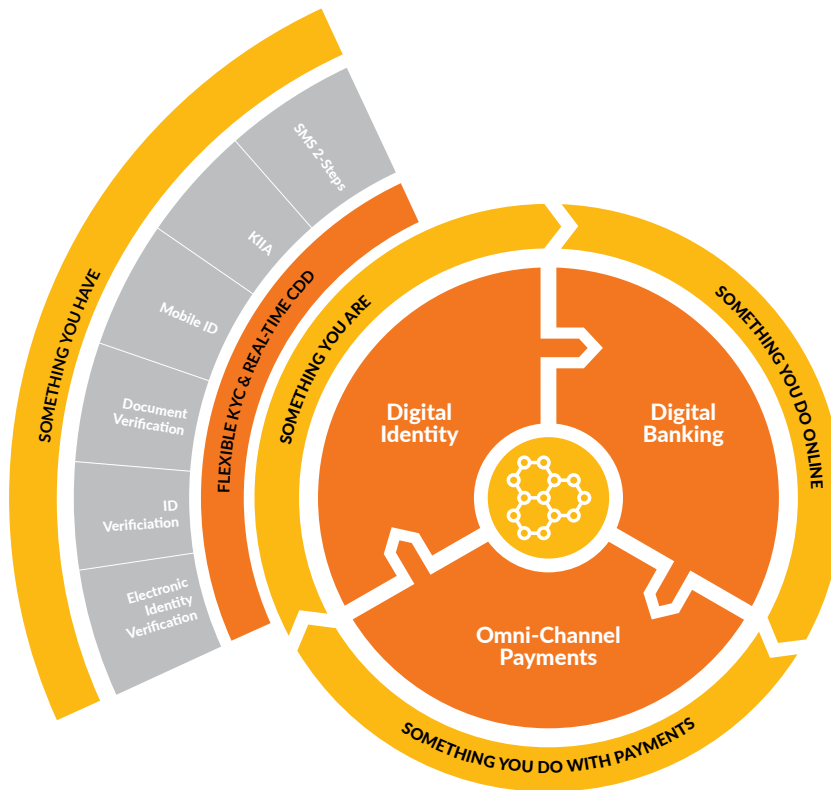 SOMETHING YOU HAVE
SMS 2-Steps
KIIA
Mobile ID
Document
Verification
ID
Verificiation
Electronic
Identity
Verification
FLEXIBLE KYC & REAL-TIME CDD
SOMETHING YOU ARE
SOMETHING YOU DO ONLINE
SOMETHING YOU DO WITH PAYMENTS
Digital
Identity
Digital
Banking
Omni-Channel
Payments